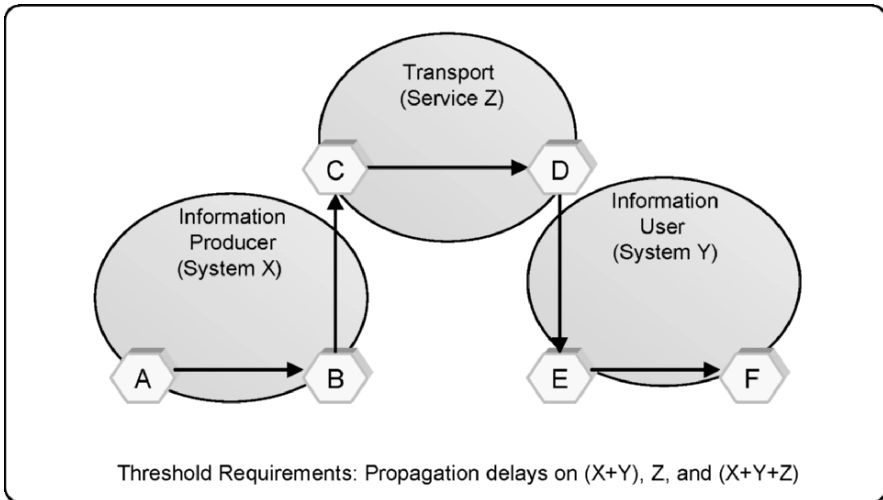 Transport
(Service Z)
C
D
Information
Producer
(System X)
Information
User
(System Y)
A
B
E
F
Threshold Requirements: Propagation delays on (X+Y), Z, and (X+Y+Z)